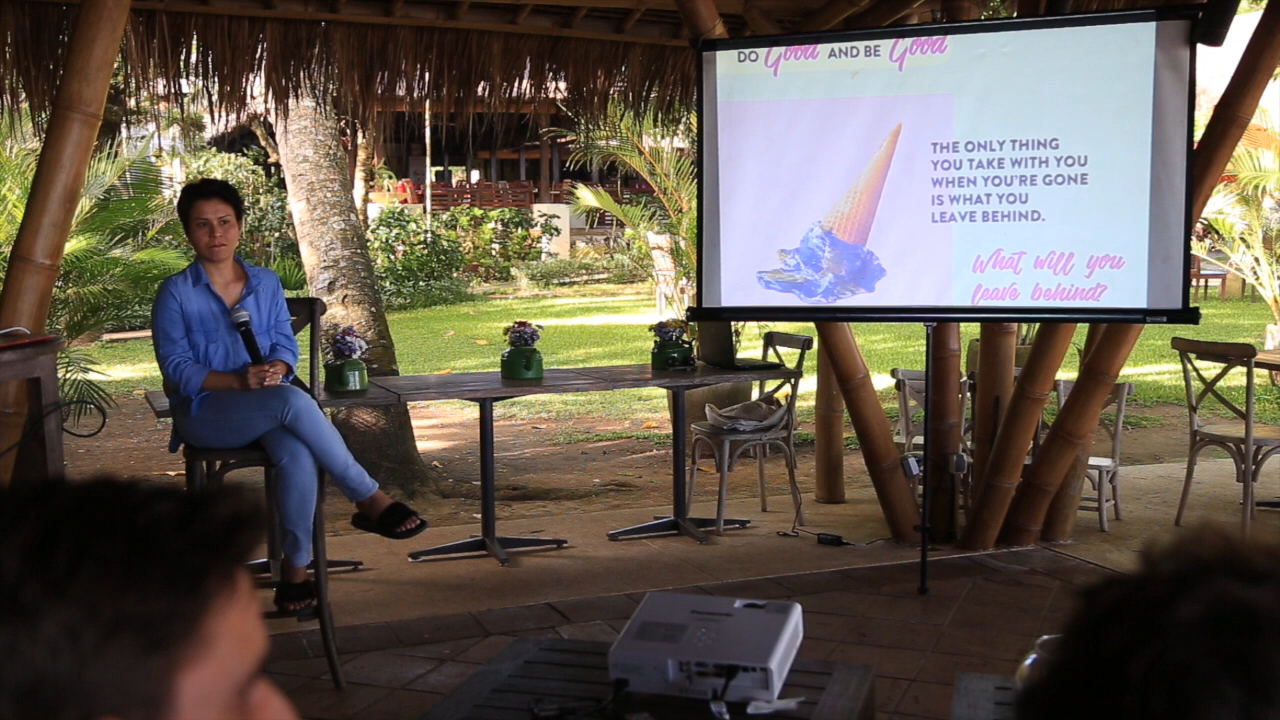 DO Good AND BE Good
THE ONLY THING
YOU TAKE WITH YOU
WHEN YOU'RE GONE
IS WHAT YOU
LEAVE BEHIND.
What will you
leave behind?
Panasonic